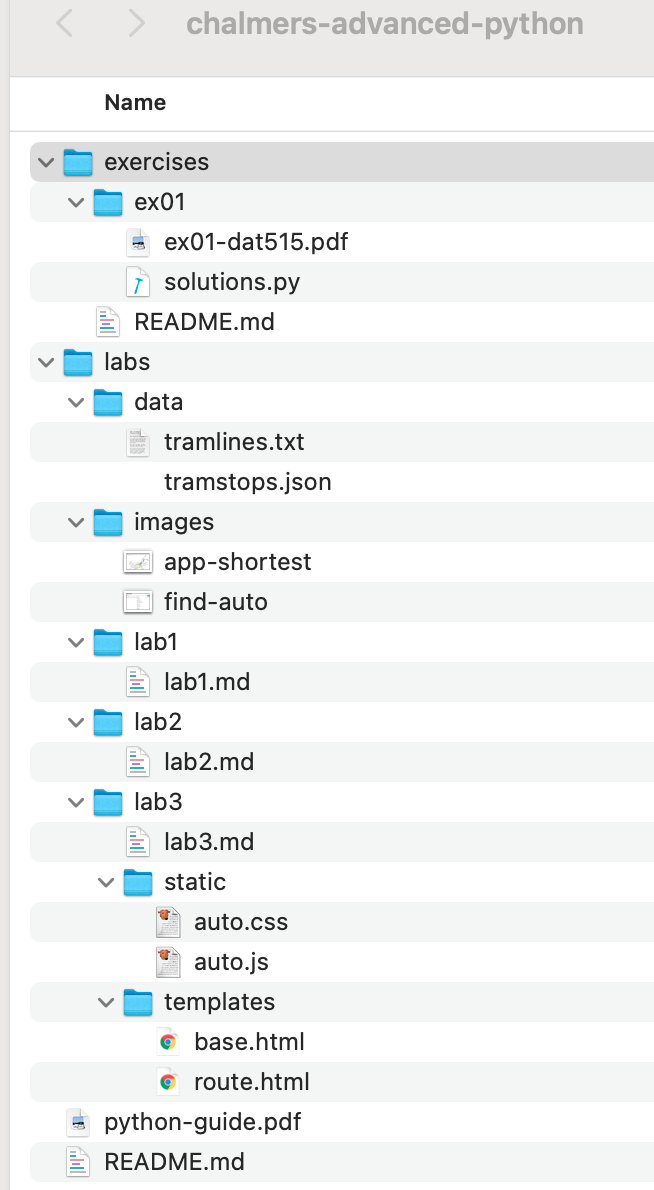 chalmers-advanced-python
Name
exercises
ex01
ex01-dat515.pdf
solutions.py
README.md
labs
data
tramlines.txt
tramstops.json
images
app-shortest
find-auto
lab1
lab1.md
lab2
lab2.md
lab3
lab3.md
static
auto.css
auto.js
templates
base.html
route.html
python-guide.pdf
README.md